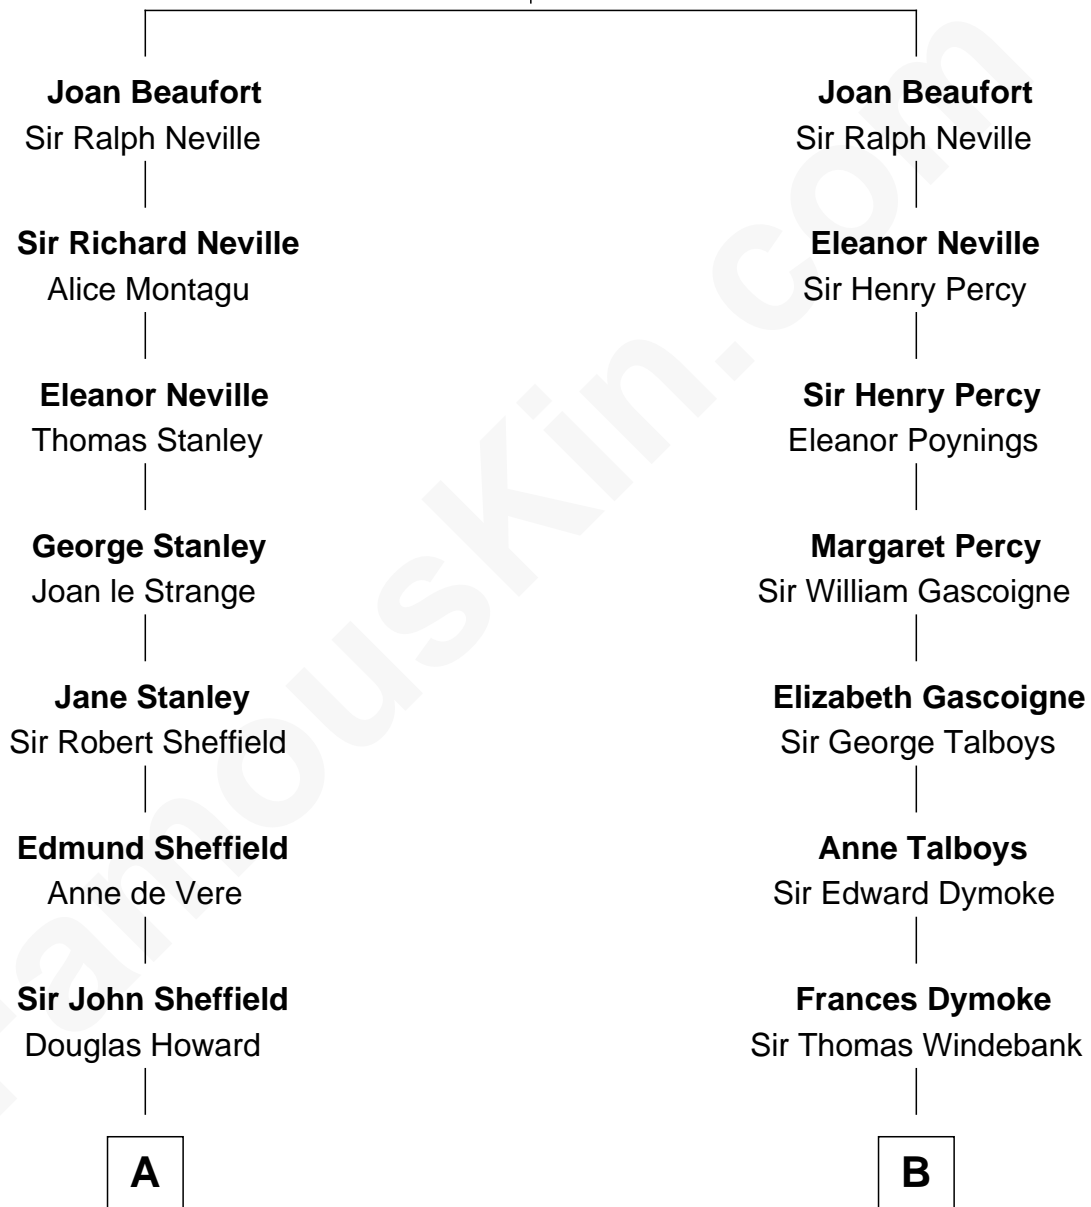 Joan Beaufort
Sir Ralph Neville
Sir Richard Neville
Alice Montagu
Eleanor Neville
Thomas Stanley
George Stanley
Joan le Strange
Jane Stanley
Sir Robert Sheffield
Edmund Sheffield
Anne de Vere
Sir John Sheffield
Douglas Howard
A
Joan Beaufort
Sir Ralph Neville
Eleanor Neville
Sir Henry Percy
Sir Henry Percy
Eleanor Poynings
Margaret Percy
Sir William Gascoigne
Elizabeth Gascoigne
Sir George Talboys
Anne Talboys
Sir Edward Dymoke
Frances Dymoke
Sir Thomas Windebank
B
FamousKin.com